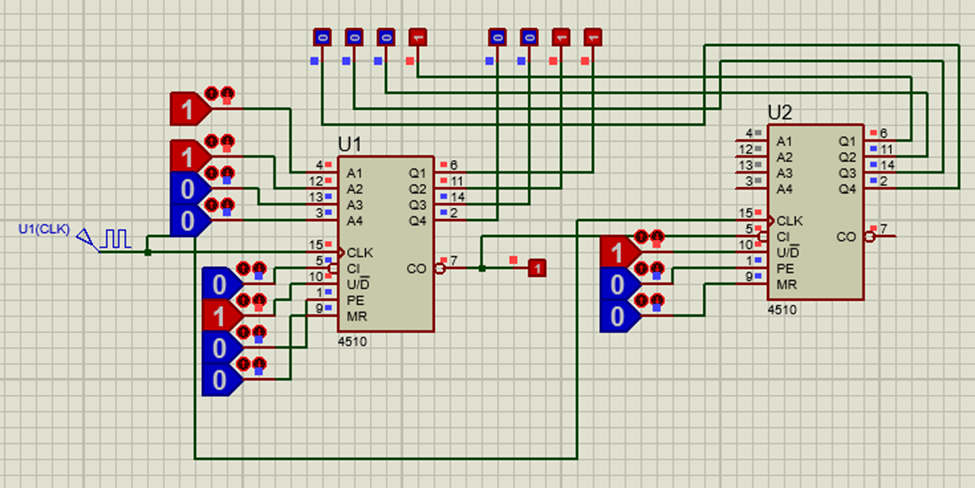 0 0 0 1 0 0 1 1
1
1
0
0
U1(CLK)
0
1
0
0
U1
4 A1 Q1 6
12 A2 Q2 11
13 A3 Q3 14
3 A4 Q4 2
15 CLK
5 CI CO 7
10 U/D
1 PE
9 MR
4510
1
1
0
0
U2
4 A1 Q1 6
12 A2 Q2 11
13 A3 Q3 14
3 A4 Q4 2
15 CLK
5 CI CO 7
10 U/D
1 PE
9 MR
4510